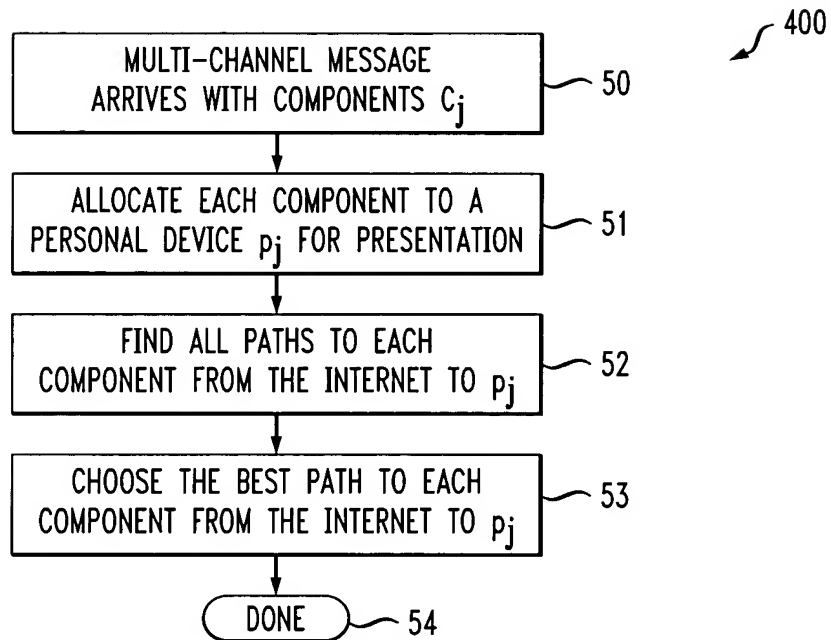 400
MULTI-CHANNEL MESSAGE
ARRIVES WITH COMPONENTS Cj
50
ALLOCATE EACH COMPONENT TO A
PERSONAL DEVICE pj FOR PRESENTATION
51
FIND ALL PATHS TO EACH
COMPONENT FROM THE INTERNET TO pj
52
CHOOSE THE BEST PATH TO EACH
COMPONENT FROM THE INTERNET TO pj
53
DONE
54